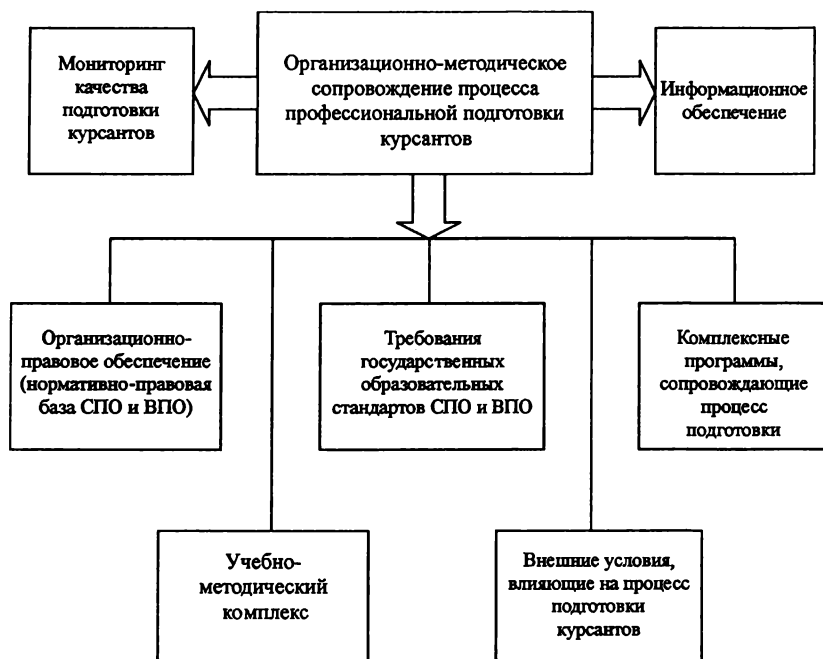 Мониторинг
качества
подготовки
курсантов
Организационно-методическое
сопровождение процесса
профессиональной подготовки
курсантов
Информационное
обеспечение
Организационно-
правовое обеспечение
(нормативно-правовая
база СПО и ВПО)
Требования
государственных
образовательных
стандартов СПО и ВПО
Комплексные
программы,
сопровождающие
процесс
подготовки
Учебно-
методический
комплекс
Внешние условия,
влияющие на процесс
подготовки
курсантов